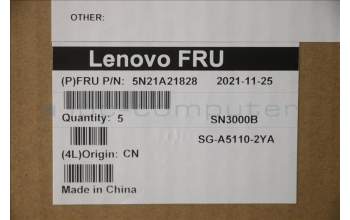 OTHER:
Lenovo FRU
(P)FRU P/N: 5N21A21828 2021-11-25
Quantity: 5 SN3000B
SG-A5110-2YA
(4L)Origin: CN
Made in China